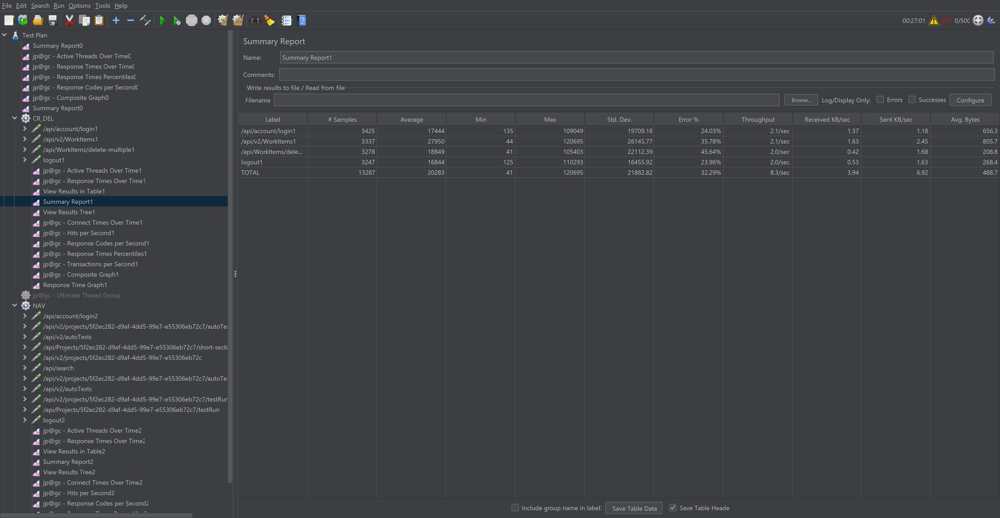 File Edit Search Run Options Tools Help
00:27:01 277 0/500
Test Plan
Summary Report0
jp@gc - Active Threads Over Time0
jp@gc - Response Times Over Time0
jp@gc - Response Times Percentiles0
jp@gc - Response Codes per Second0
jp@gc - Composite Graph0
Summary Report0
CR_DEL
/api/account/login1
/api/v2/WorkItems1
/api/WorkItems/delete-multiple1
logout1
jp@gc - Active Threads Over Time1
jp@gc - Response Times Over Time1
View Results in Table1
Summary Report1
View Results Tree1
jp@gc - Connect Times Over Time1
jp@gc - Hits per Second1
jp@gc - Response Codes per Second1
jp@gc - Response Times Percentiles1
jp@gc - Transactions per Second1
jp@gc - Composite Graph1
Response Time Graph1
jp@gc - Ultimate Thread Group
NAV
/api/account/login2
/api/v2/projects/5f2ec282-d9af-4dd5-99e7-e55306eb72c7/autoTes
/api/v2/autoTests
/api/Projects/5f2ec282-d9af-4dd5-99e7-e55306eb72c7/short-secti
/api/v2/projects/5f2ec282-d9af-4dd5-99e7-e55306eb72c
/api/search
/api/v2/projects/5f2ec282-d9af-4dd5-99e7-e55306eb72c7/autoTes
/api/v2/autoTests
/api/v2/projects/5f2ec282-d9af-4dd5-99e7-e55306eb72c7/testRun
/api/Projects/5f2ec282-d9af-4dd5-99e7-e55306eb72c7/testRun
logout2
jp@gc - Active Threads Over Time2
jp@gc - Response Times Over Time2
View Results in Table2
Summary Report2
View Results Tree2
jp@gc - Connect Times Over Time2
jp@gc - Hits per Second2
jp@gc - Response Codes per Second2
Summary Report
Name: Summary Report1
Comments:
Write results to file / Read from file
Filename Browse... Log/Display Only: Errors Successes Configure
Label # Samples Average Min Max Std. Dev. Error % Throughput Received KB/sec Sent KB/sec Avg. Bytes
/api/account/login1 3425 17444 135 109049 19709.18 24.03% 2.1/sec 1.37 1.18 656.3
/api/v2/WorkItems1 3337 27950 44 120695 26145.77 35.78% 2.1/sec 1.63 2.45 805.7
/api/WorkItems/dele... 3278 18849 41 105403 22112.39 45.64% 2.0/sec 0.42 1.68 208.8
logout1 3247 16844 125 110293 16455.92 23.96% 2.0/sec 0.53 1.63 268.4
TOTAL 13287 20283 41 120695 21882.82 32.29% 8.3/sec 3.94 6.92 488.7
Include group name in label? Save Table Data Save Table Heade